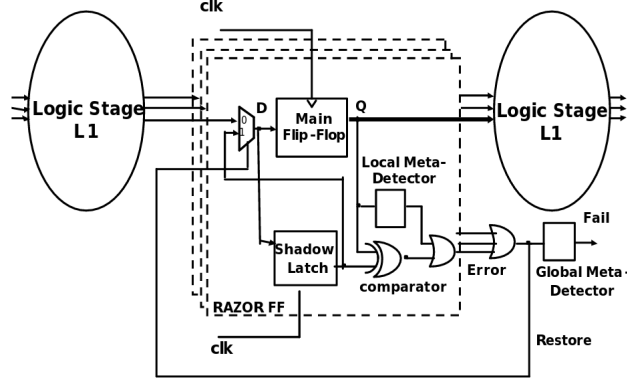 clk
Logic Stage
L1
0
1
D
Main
Flip-Flop
Q
Logic Stage
L1
Local Meta-
Detector
Shadow
Latch
comparator
Error
Fail
Global Meta-
Detector
RAZOR FF
Restore
clk